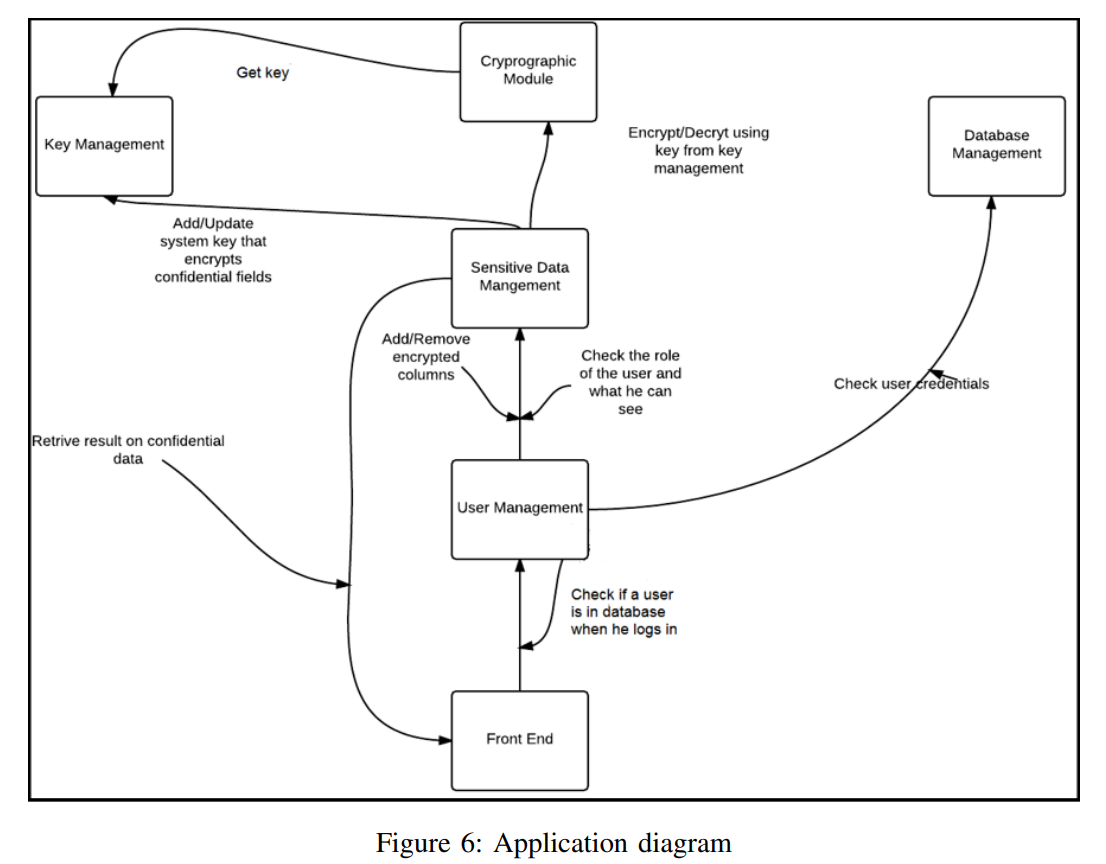 Cryprographic
Module
Get key
Key Management
Encrypt/Decryt using
key from key
management
Database
Management
Add/Update
system key that
encrypts
confidential fields
Sensitive Data
Mangement
Add/Remove
encrypted
columns
Check the role
of the user and
what he can
see
Check user credentials
Retrive result on confidential
data
User Management
Check if a user
is in database
when he logs in
Front End
Figure 6: Application diagram